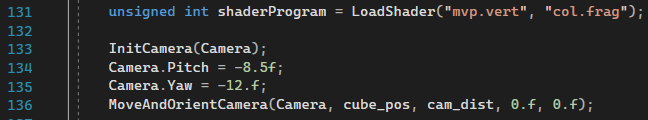 131 unsigned int shaderProgram = LoadShader("mvp.vert", "col.frag");
132
133 InitCamera(Camera);
134 Camera.Pitch = -8.5f;
135 Camera.Yaw = -12.f;
136 MoveAndOrientCamera(Camera, cube_pos, cam_dist, 0.f, 0.f);